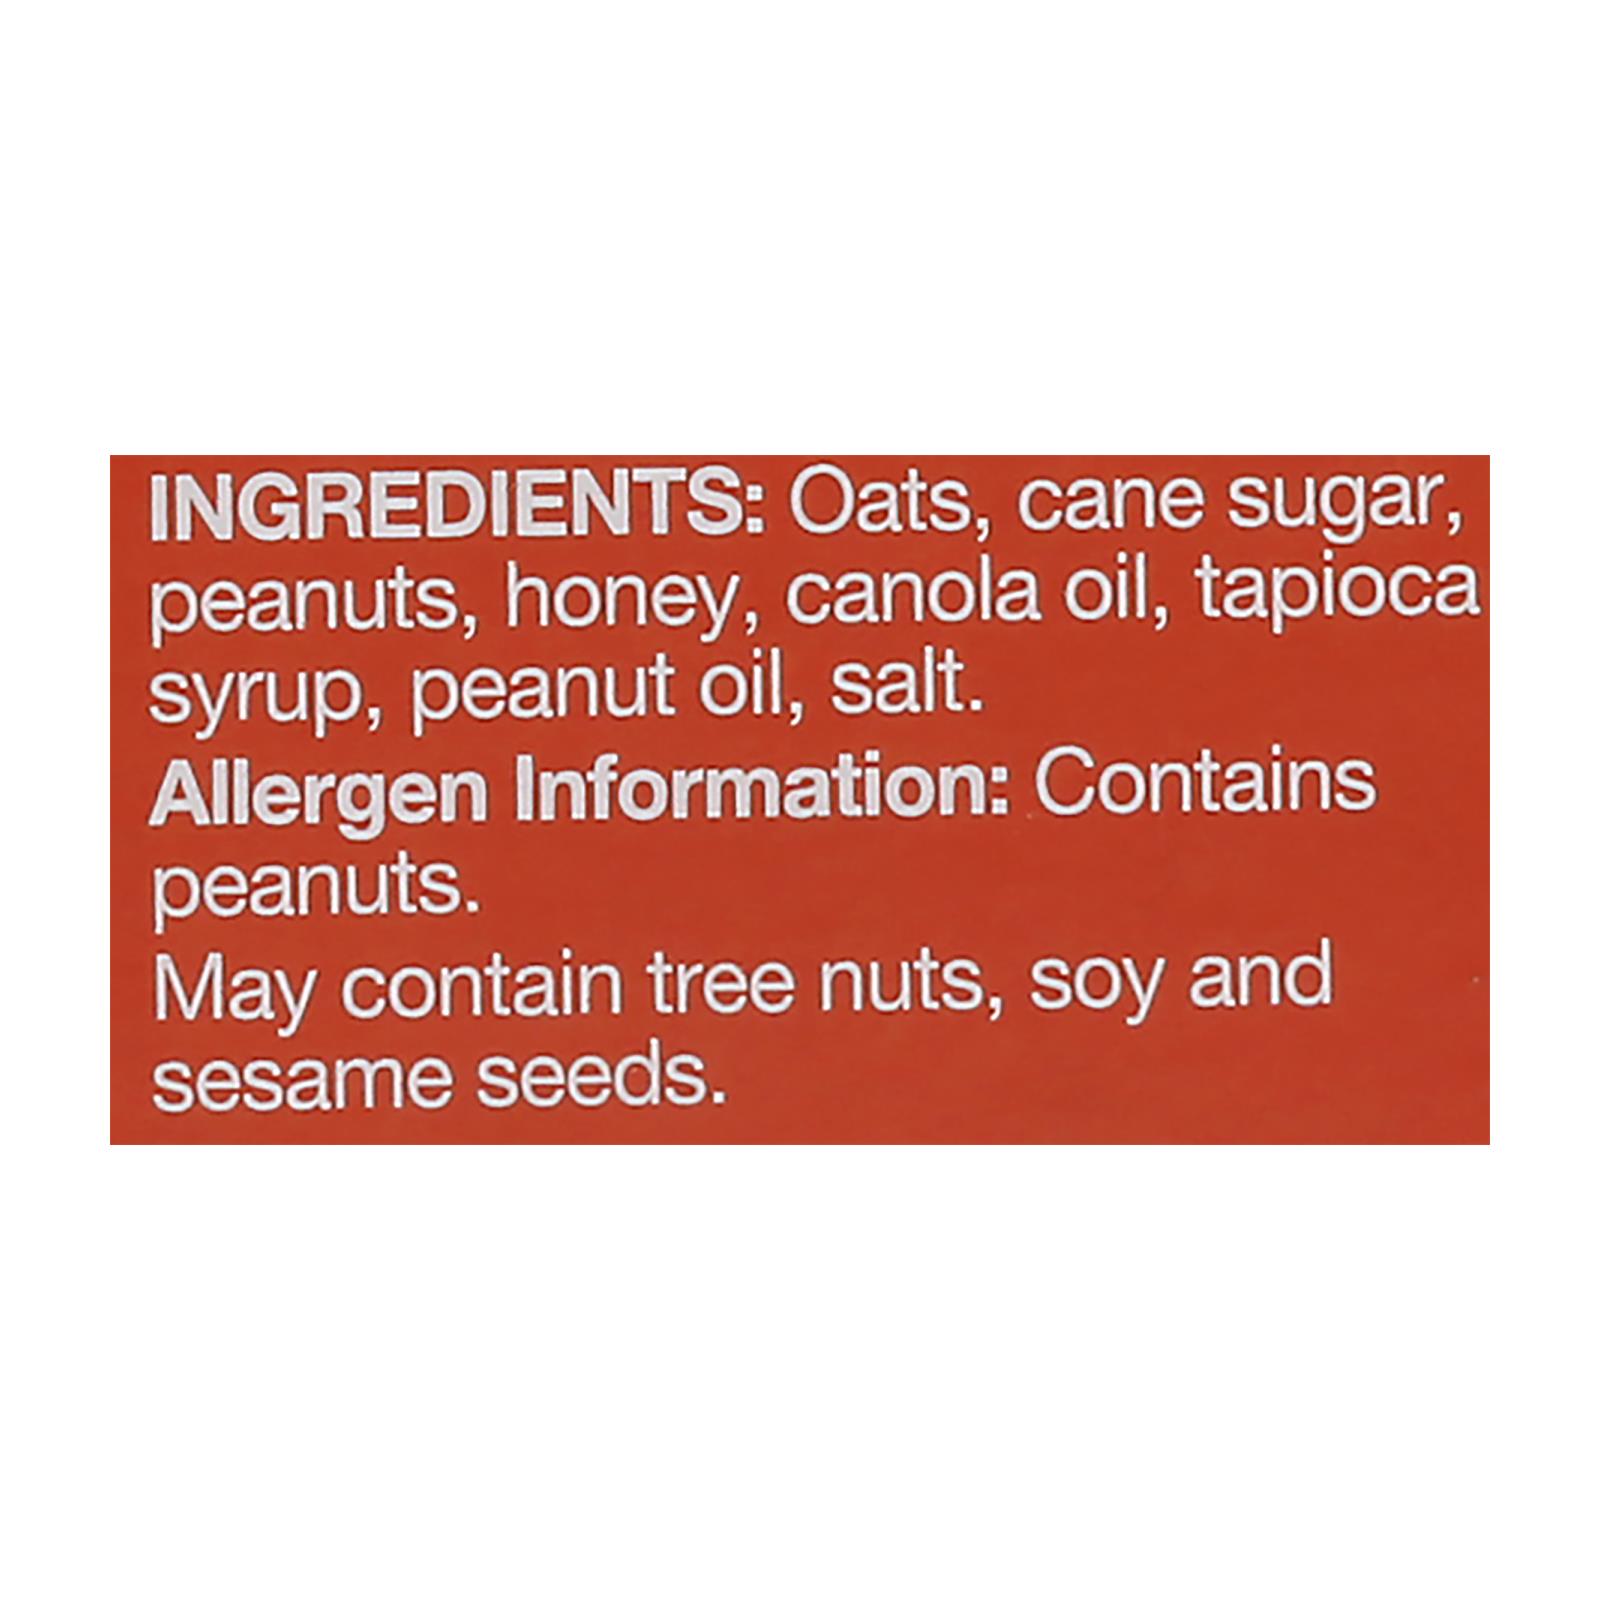 INGREDIENTS: Oats, cane sugar,
peanuts, honey, canola oil, tapioca
syrup, peanut oil, salt.
Allergen Information: Contains
peanuts.
May contain tree nuts, soy and
sesame seeds.